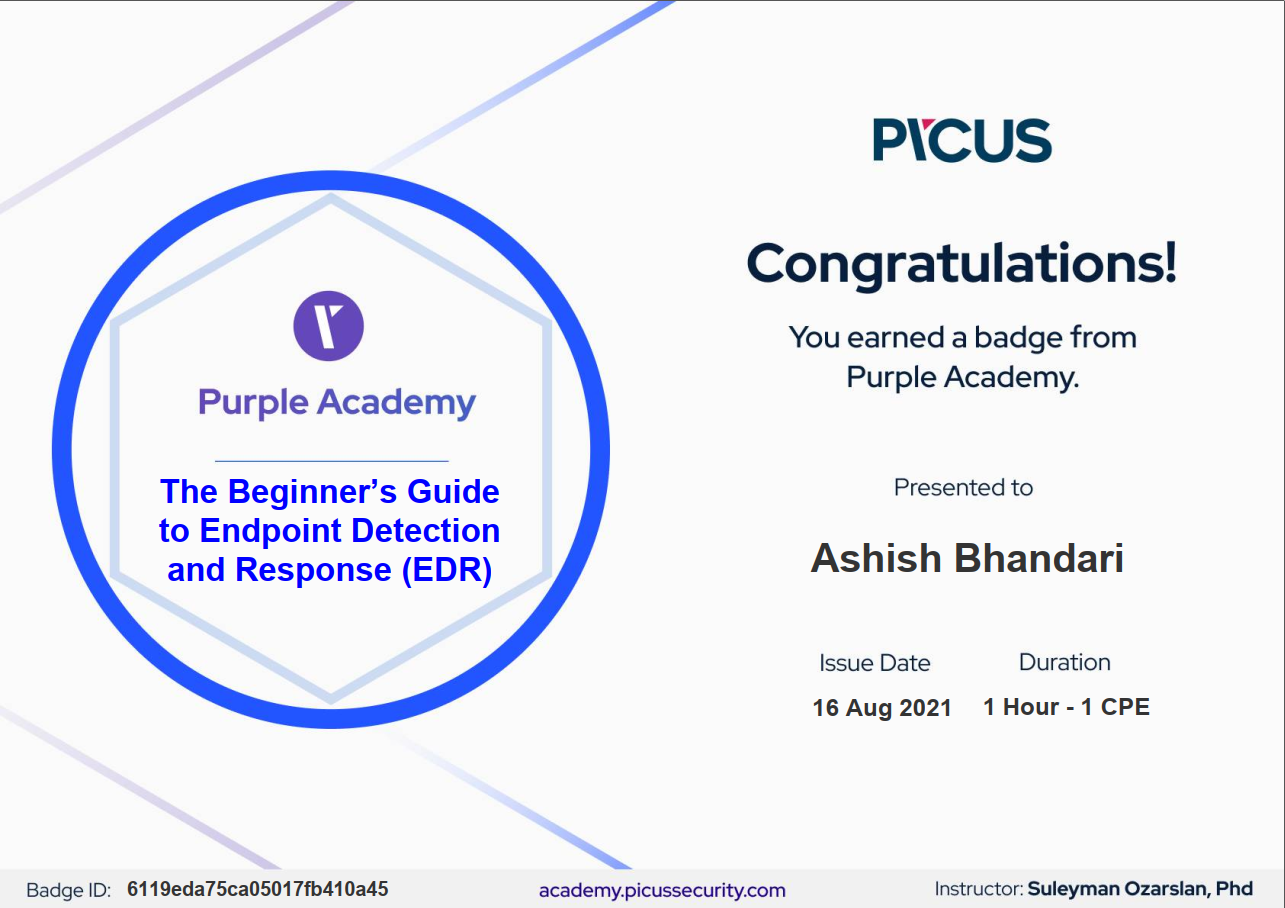 PICUS
Congratulations!
You earned a badge from
Purple Academy.
Purple Academy
The Beginner’s Guide
to Endpoint Detection
and Response (EDR)
Presented to
Ashish Bhandari
Issue Date
Duration
16 Aug 2021
1 Hour - 1 CPE
Badge ID: 6119eda75ca05017fb410a45
academy.picussecurity.com
Instructor: Suleyman Ozarslan, Phd